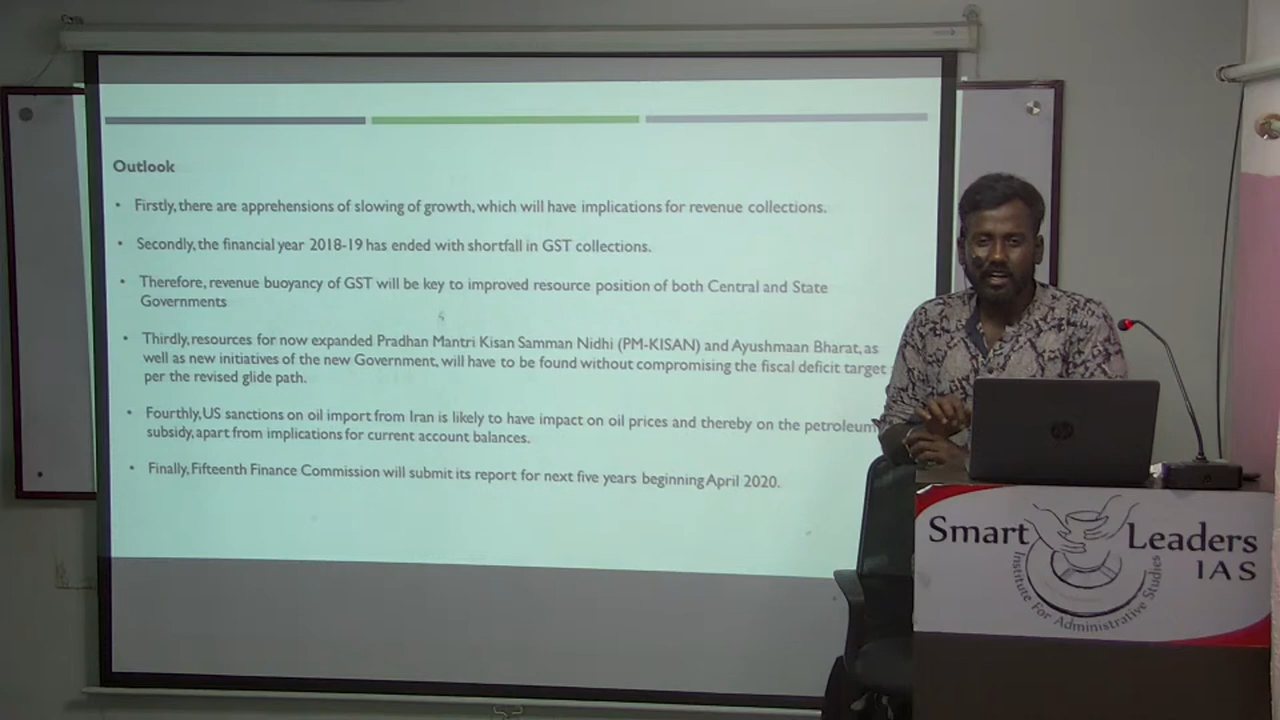 Outlook
• Firstly, there are apprehensions of slowing of growth, which will have implications for revenue collections.
• Secondly, the financial year 2018-19 has ended with shortfall in GST collections.
• Therefore, revenue buoyancy of GST will be key to improved resource position of both Central and State
Governments
• Thirdly, resources for now expanded Pradhan Mantri Kisan Samman Nidhi (PM-KISAN) and Ayushmaan Bharat, as
well as new initiatives of the new Government, will have to be found without compromising the fiscal deficit target
per the revised glide path.
• Fourthly, US sanctions on oil import from Iran is likely to have impact on oil prices and thereby on the petroleum
subsidy, apart from implications for current account balances.
• Finally, Fifteenth Finance Commission will submit its report for next five years beginning April 2020.
hp
Smart Leaders
IAS
Institute For Administrative Studies